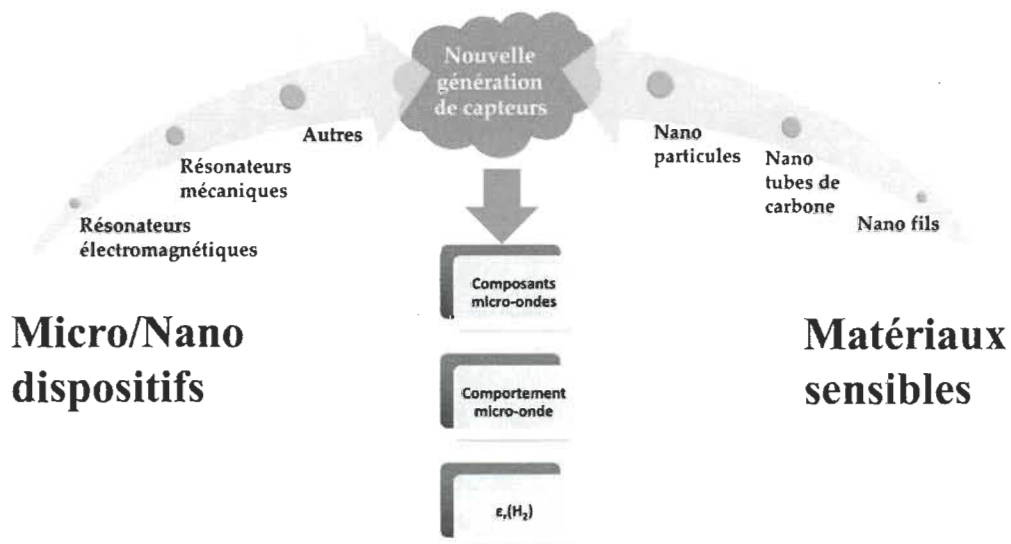 Nouvelle
génération
de capteurs
Autres
Résonateurs
mécaniques
Résonateurs
électromagnétiques
Nano
particules
Nano
tubes de
carbone
Nano fils
Micro/Nano
dispositifs
Composants
micro-ondes
Comportement
micro-onde
εᵣ(H₂)
Matériaux
sensibles